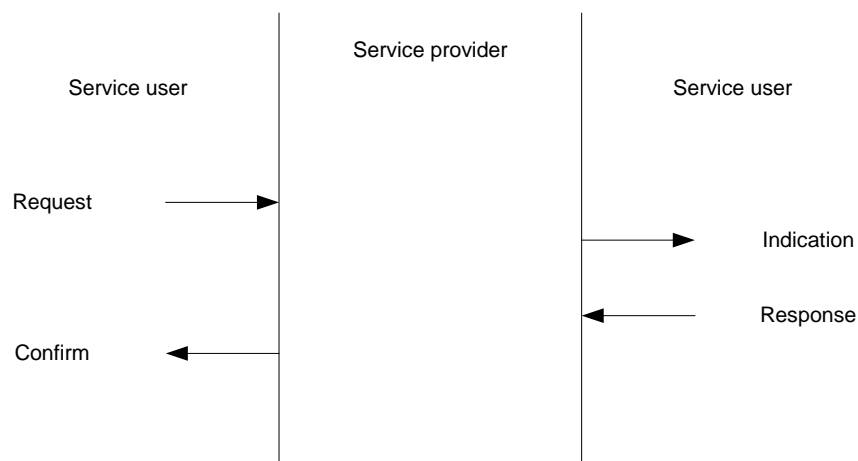 Service provider
Service user
Service user
Request
Indication
Response
Confirm